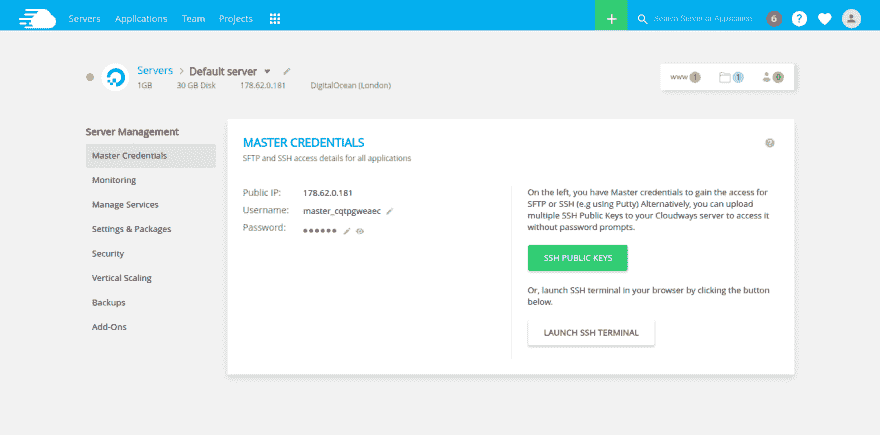 Servers Applications Team Projects + Search Server or Application 6 ?
Servers > Default server
1GB 30 GB Disk 178.62.0.181 DigitalOcean (London)
www 1 1 0
Server Management
Master Credentials
Monitoring
Manage Services
Settings & Packages
Security
Vertical Scaling
Backups
Add-Ons
MASTER CREDENTIALS ?
SFTP and SSH access details for all applications
Public IP: 178.62.0.181
Username: master_cqtpgweaec
Password: ••••••
On the left, you have Master credentials to gain the access for
SFTP or SSH (e.g using Putty) Alternatively, you can upload
multiple SSH Public Keys to your Cloudways server to access it
without password prompts.
SSH PUBLIC KEYS
Or, launch SSH terminal in your browser by clicking the button
below.
LAUNCH SSH TERMINAL